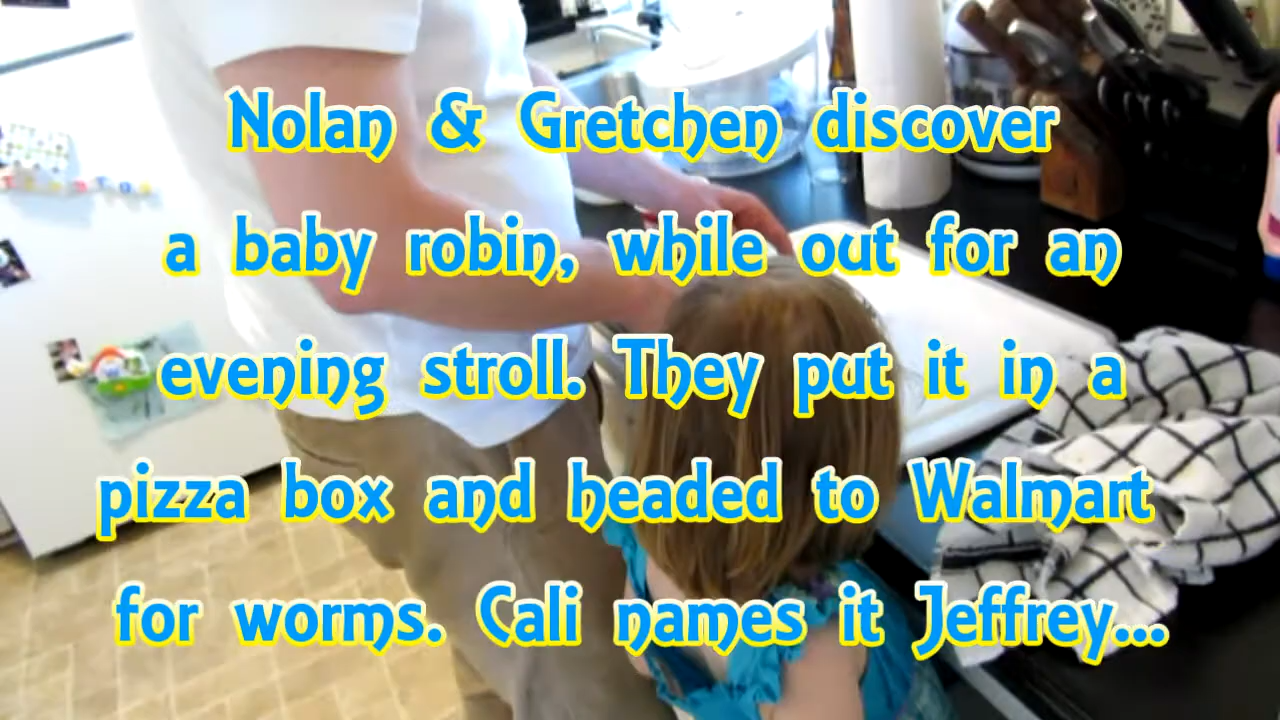 Nolan & Gretchen discover
a baby robin, while out for an
evening stroll. They put it in a
pizza box and headed to Walmart
for worms. Cali names it Jeffrey...